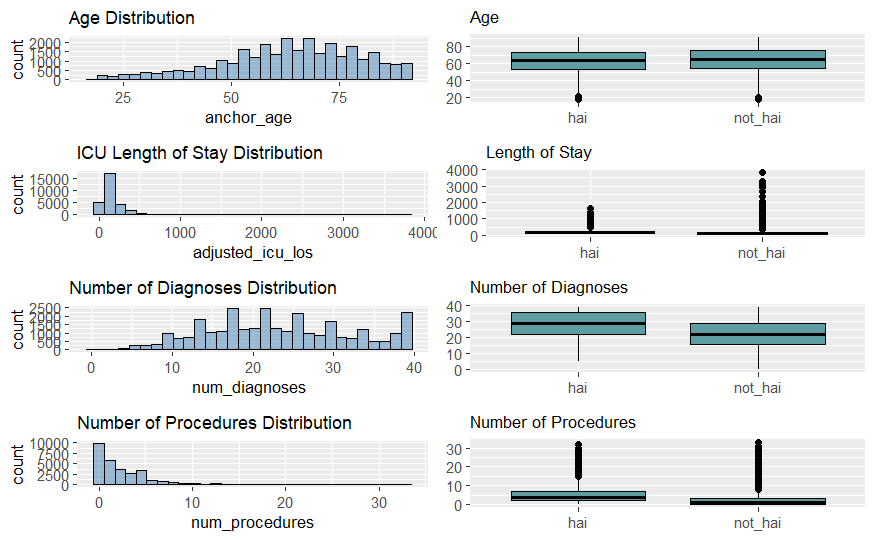 Age Distribution
count
2000
1500
1000
500
0
25
50
75
anchor_age
Age
80
60
40
20
hai
not_hai
ICU Length of Stay Distribution
count
15000
10000
5000
0
0
1000
2000
3000
4000
adjusted_icu_los
Length of Stay
4000
3000
2000
1000
0
hai
not_hai
Number of Diagnoses Distribution
count
2500
2000
1500
1000
500
0
0
10
20
30
40
num_diagnoses
Number of Diagnoses
40
30
20
10
0
hai
not_hai
Number of Procedures Distribution
count
10000
7500
5000
2500
0
0
10
20
30
num_procedures
Number of Procedures
30
20
10
0
hai
not_hai